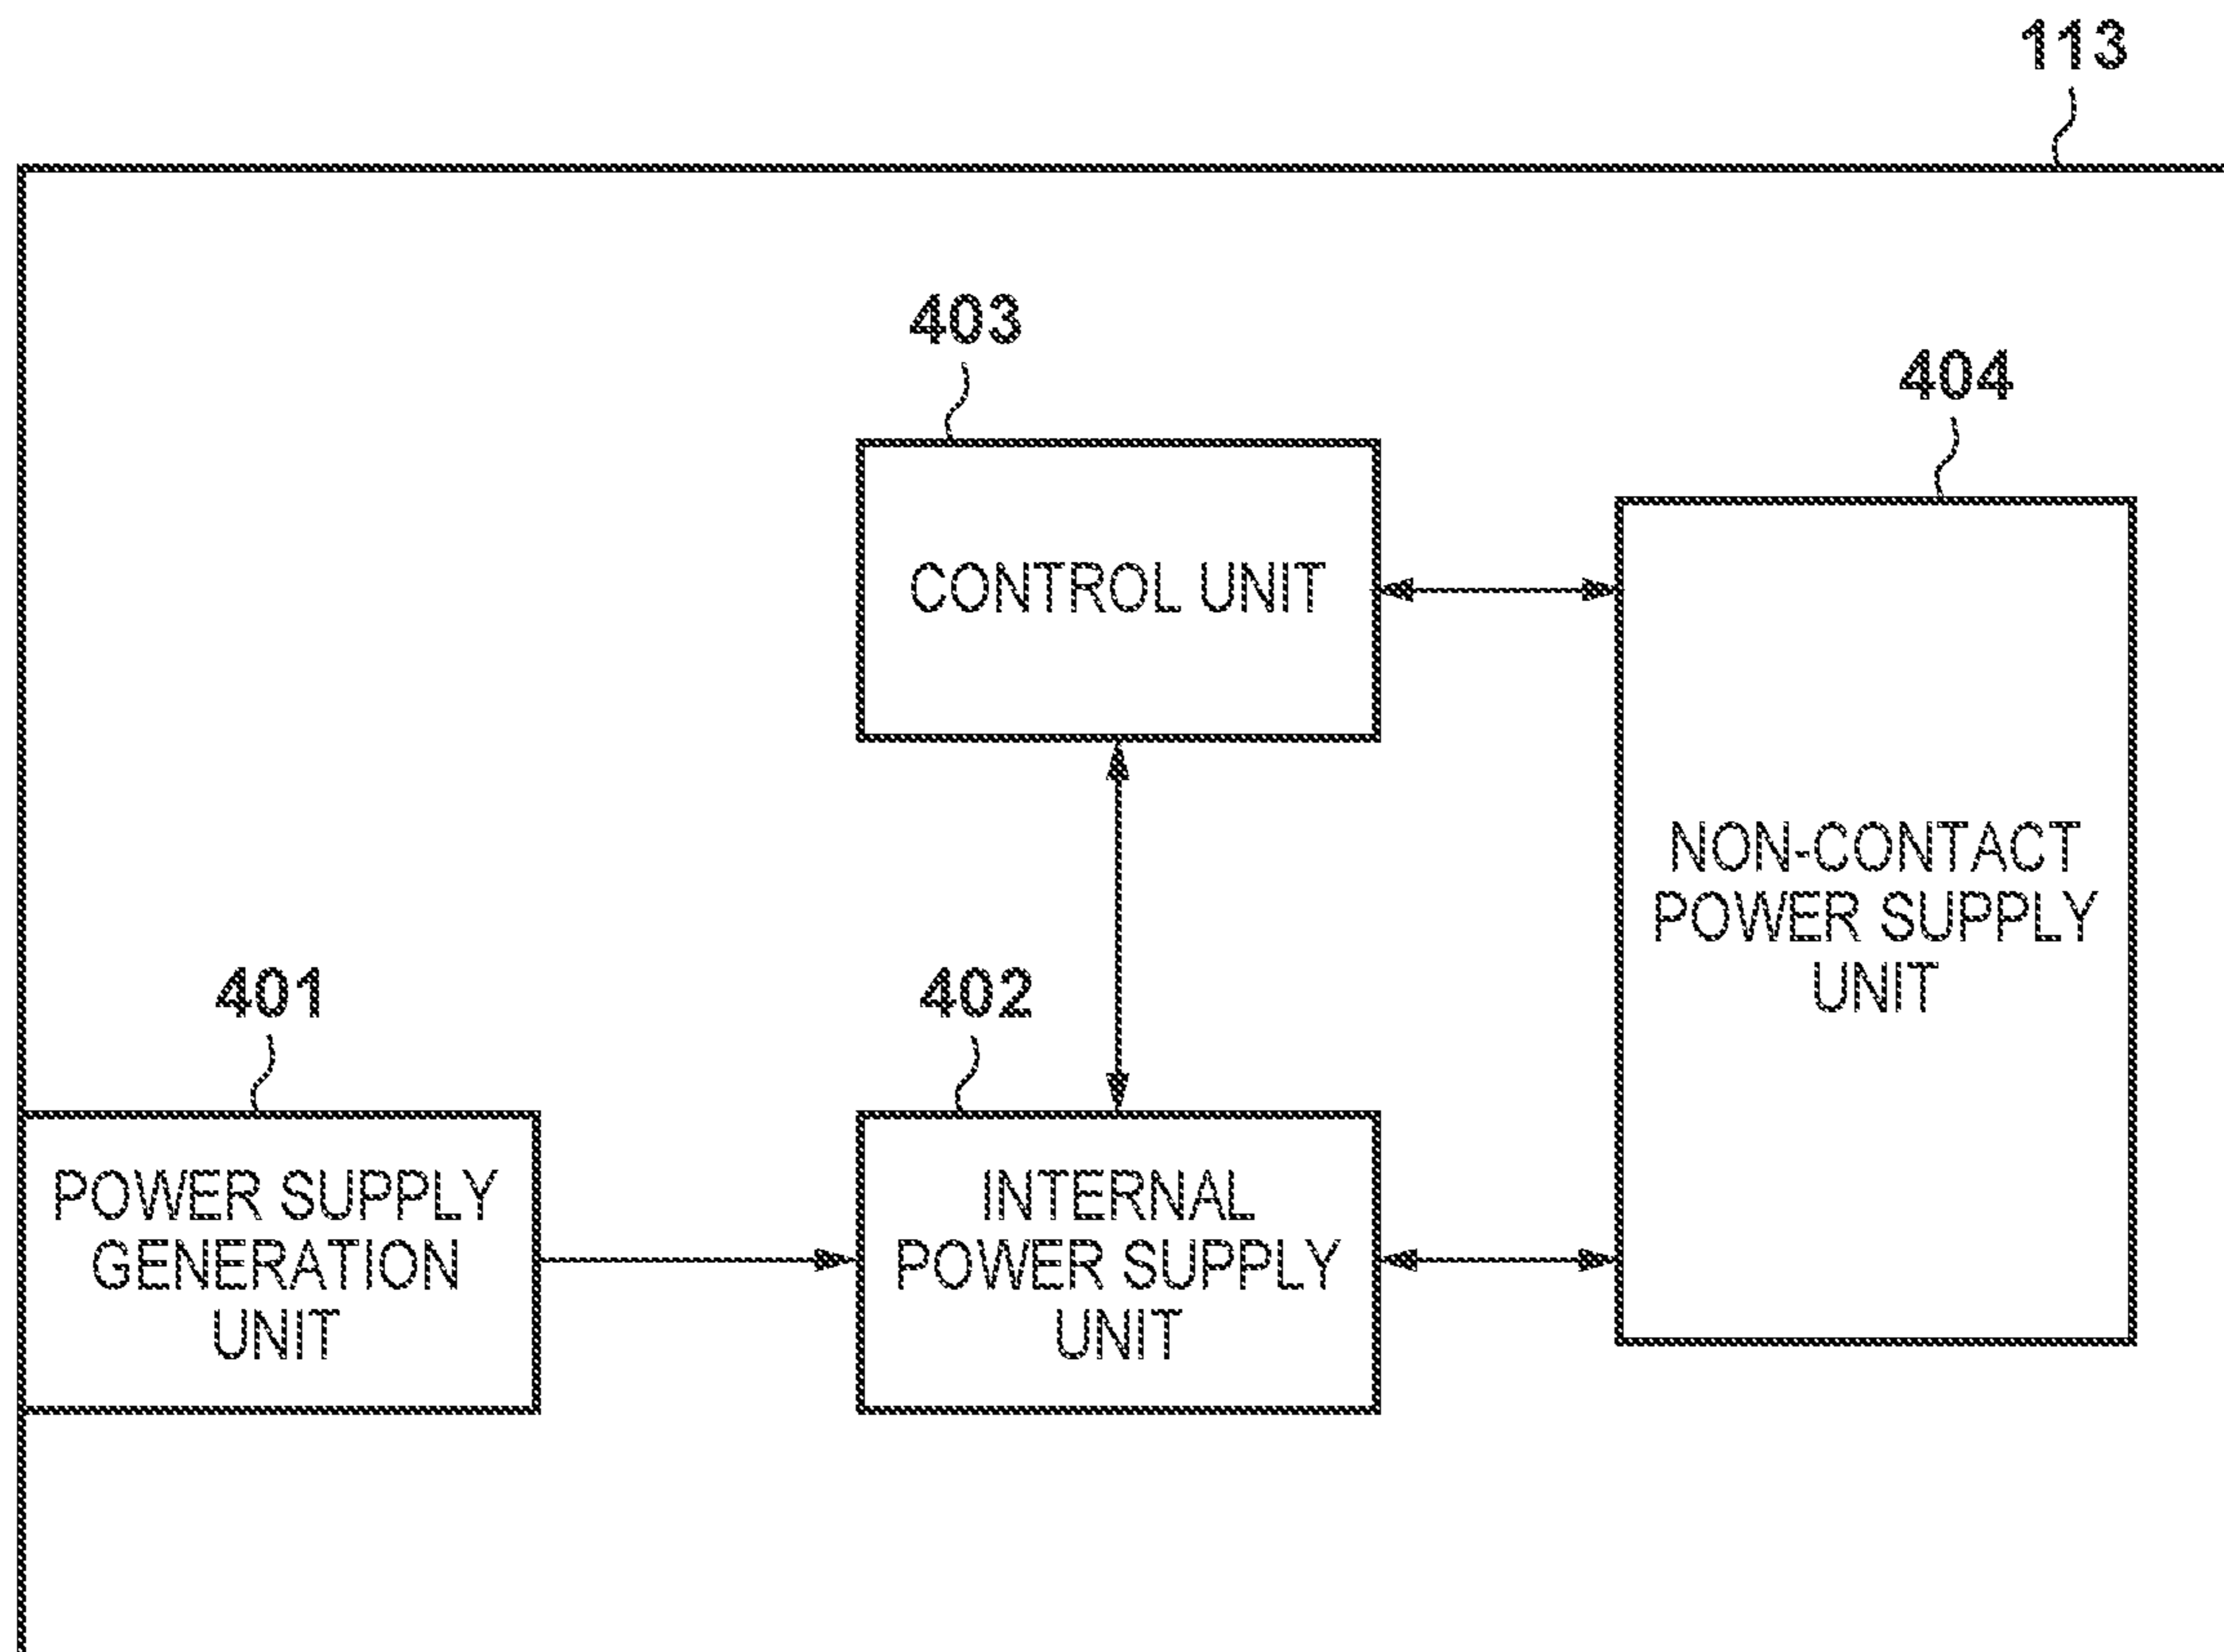 113
403
CONTROL UNIT
404
NON-CONTACT
POWER SUPPLY
UNIT
401
POWER SUPPLY
GENERATION
UNIT
402
INTERNAL
POWER SUPPLY
UNIT